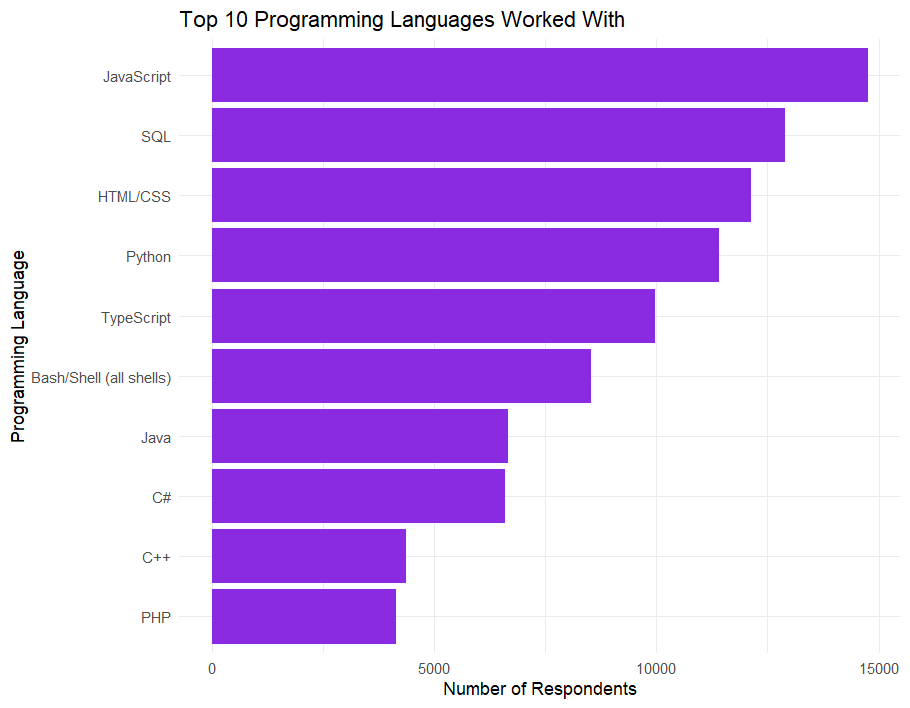 Top 10 Programming Languages Worked With
Programming Language
JavaScript
SQL
HTML/CSS
Python
TypeScript
Bash/Shell (all shells)
Java
C#
C++
PHP
0 5000 10000 15000
Number of Respondents